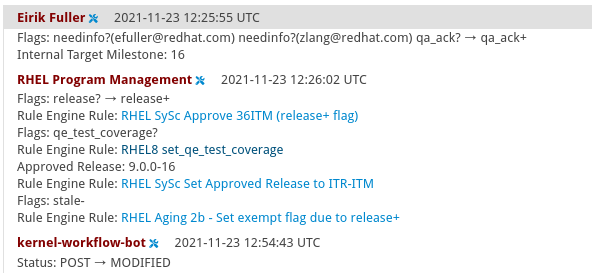 Eirik Fuller 2021-11-23 12:25:55 UTC
Flags: needinfo?(efuller@redhat.com) needinfo?(zlang@redhat.com) qa_ack? → qa_ack+
Internal Target Milestone: 16
RHEL Program Management 2021-11-23 12:26:02 UTC
Flags: release? → release+
Rule Engine Rule: RHEL SySc Approve 36ITM (release+ flag)
Flags: qe_test_coverage?
Rule Engine Rule: RHEL8 set_qe_test_coverage
Approved Release: 9.0.0-16
Rule Engine Rule: RHEL SySc Set Approved Release to ITR-ITM
Flags: stale-
Rule Engine Rule: RHEL Aging 2b - Set exempt flag due to release+
kernel-workflow-bot 2021-11-23 12:54:43 UTC
Status: POST → MODIFIED